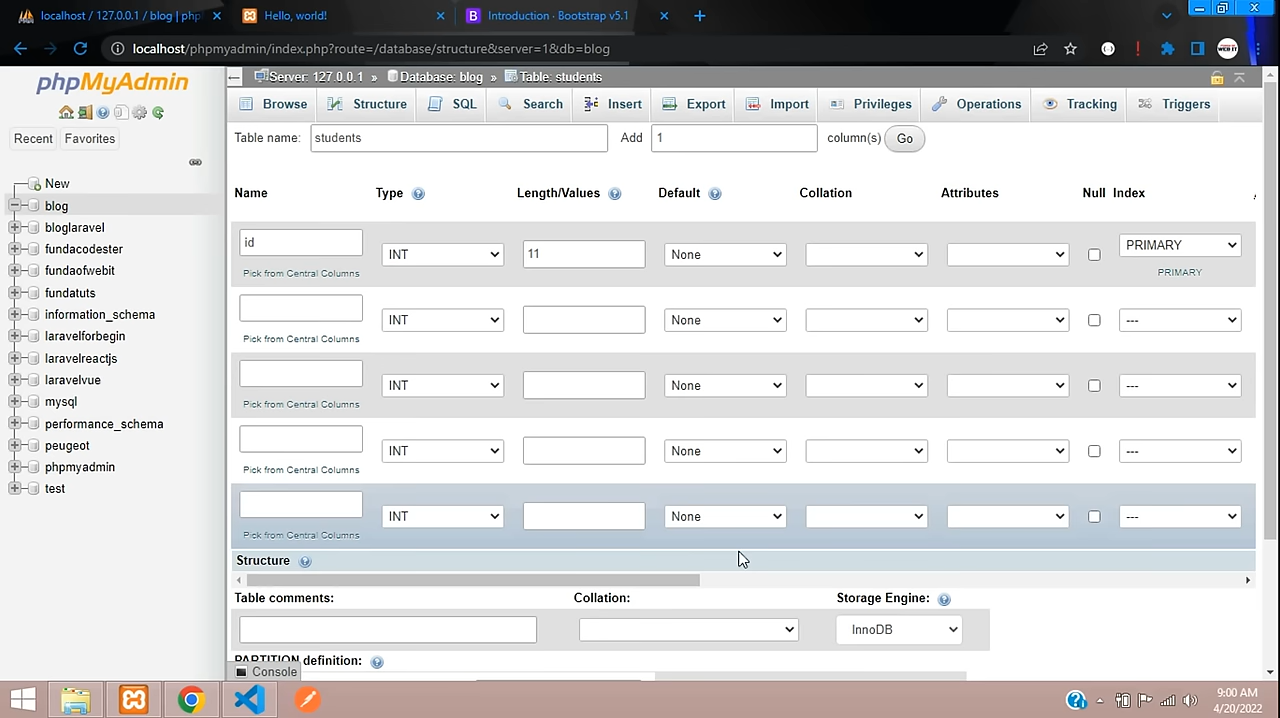 localhost / 127.0.0.1 / blog | php
Hello, world!
B Introduction · Bootstrap v5.1
localhost/phpmyadmin/index.php?route=/database/structure&server=1&db=blog
phpMyAdmin
Server: 127.0.0.1 » Database: blog » Table: students
Browse Structure SQL Search Insert Export Import Privileges Operations Tracking Triggers
Recent Favorites
Table name: students Add 1 column(s) Go
New
blog
bloglaravel
fundacodester
fundaofwebit
fundatuts
information_schema
laravelforbegin
laravelreactjs
laravelvue
mysql
performance_schema
peugeot
phpmyadmin
test
Name Type Length/Values Default Collation Attributes Null Index
id INT 11 None PRIMARY
Pick from Central Columns PRIMARY
INT None ---
Pick from Central Columns
INT None ---
Pick from Central Columns
INT None ---
Pick from Central Columns
INT None ---
Pick from Central Columns
Structure
Table comments: Collation: Storage Engine:
InnoDB
PARTITION definition:
Console
9:00 AM
4/20/2022